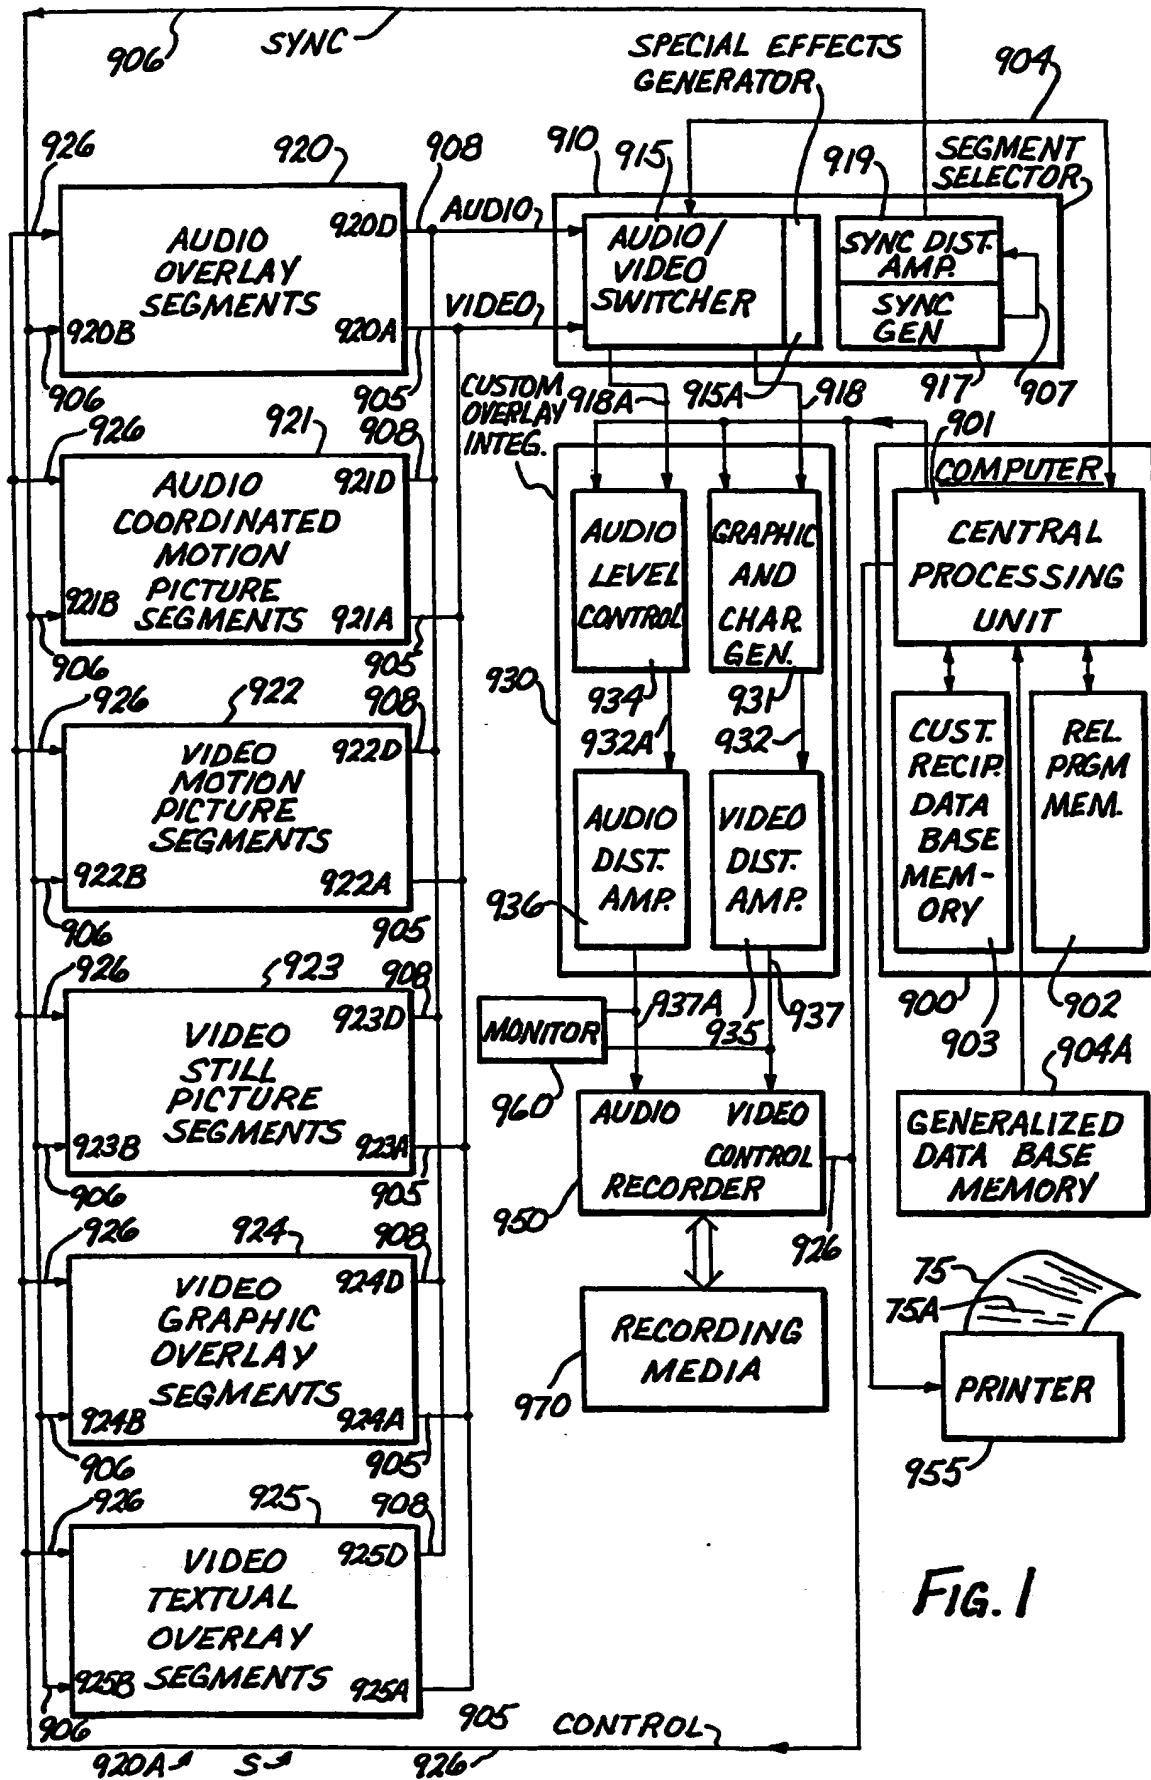 906
SYNC
SPECIAL EFFECTS
GENERATOR
904
926
920
908
910
915
919
SEGMENT
SELECTOR
AUDIO
OVERLAY
SEGMENTS
920D
920B
920A
AUDIO
VIDEO
AUDIO/
VIDEO
SWITCHER
SYNC DIST.
AMP.
SYNC
GEN
906
905
CUSTOM
OVERLAY
INTEG.
918A
915A
918
917
907
926
921
908
901
AUDIO
COORDINATED
MOTION
PICTURE
SEGMENTS
921D
921B
921A
906
905
COMPUTER
CENTRAL
PROCESSING
UNIT
AUDIO
LEVEL
CONTROL
GRAPHIC
AND
CHAR.
GEN.
930
934
931
932A
932
926
922
908
VIDEO
MOTION
PICTURE
SEGMENTS
922D
922B
922A
906
905
CUST.
RECIP.
DATA
BASE
MEM-
ORY
REL.
PRGM
MEM.
AUDIO
DIST.
AMP.
VIDEO
DIST.
AMP.
936
926
923
908
937A
935
937
900
903
902
904A
VIDEO
STILL
PICTURE
SEGMENTS
923D
923B
923A
906
905
MONITOR
960
AUDIO
VIDEO
CONTROL
RECORDER
950
926
GENERALIZED
DATA BASE
MEMORY
926
924
908
VIDEO
GRAPHIC
OVERLAY
SEGMENTS
924D
924B
924A
906
905
RECORDING
MEDIA
970
75
75A
PRINTER
955
926
925
908
VIDEO
TEXTUAL
OVERLAY
SEGMENTS
925D
925B
925A
906
905
CONTROL
920A
S
926
FIG. 1